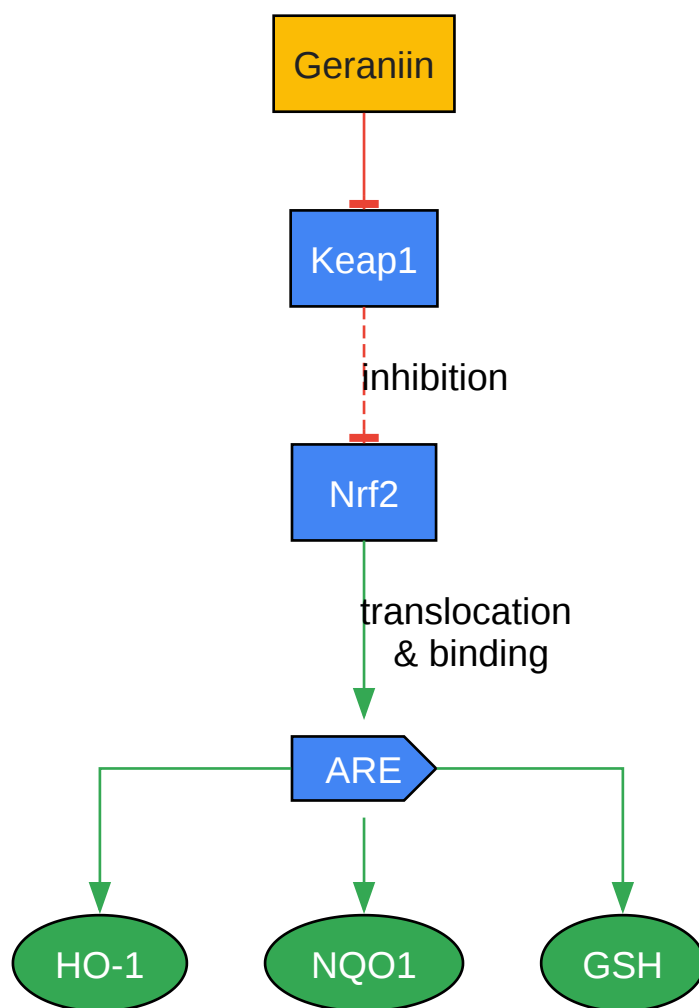 Geraniin
Keap1
inhibition
Nrf2
translocation
& binding
ARE
HO-1
NQO1
GSH